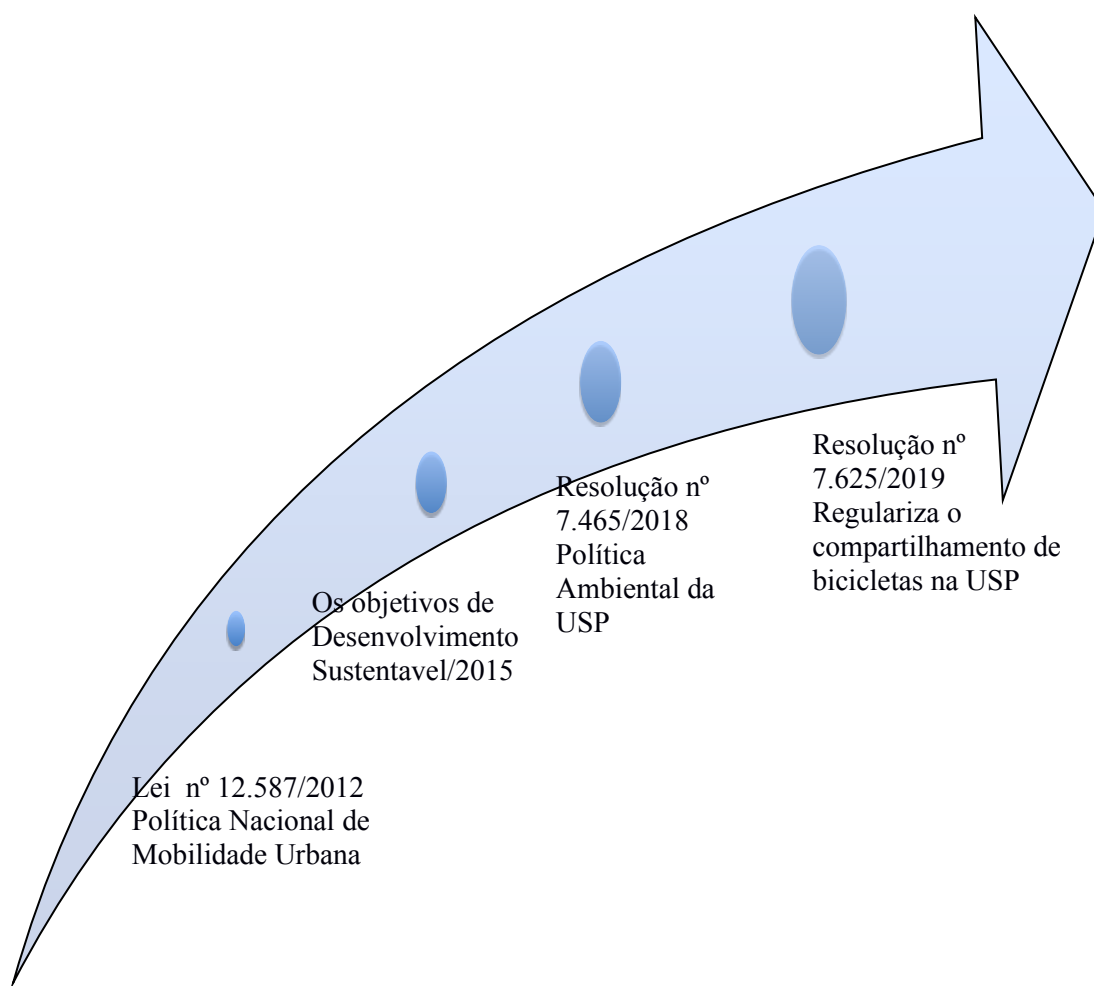 Lei  nº 12.587/2012
Política Nacional de
Mobilidade Urbana
Os objetivos de
Desenvolvimento
Sustentavel/2015
Resolução nº
7.465/2018
Política
Ambiental da
USP
Resolução nº
7.625/2019
Regulariza o
compartilhamento de
bicicletas na USP